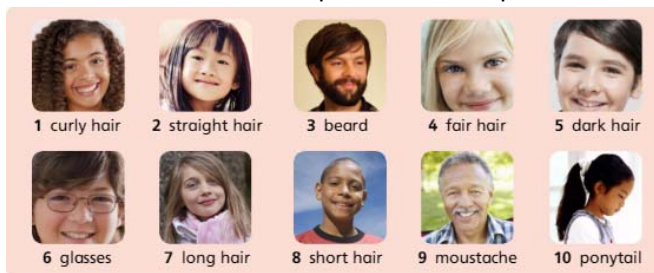 1 curly hair 2 straight hair 3 beard 4 fair hair 5 dark hair
6 glasses 7 long hair 8 short hair 9 moustache 10 ponytail